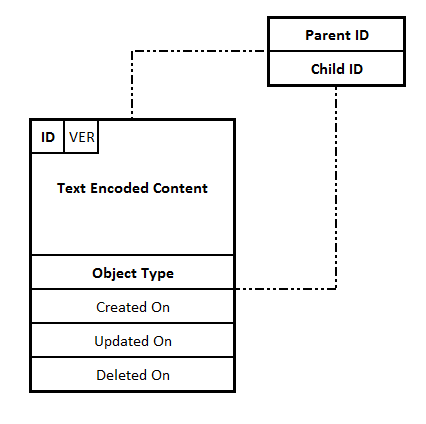 Parent ID
Child ID
ID VER
Text Encoded Content
Object Type
Created On
Updated On
Deleted On